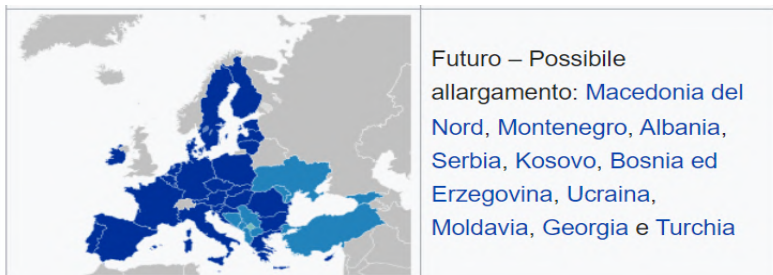 Futuro – Possibile
allargamento: Macedonia del
Nord, Montenegro, Albania,
Serbia, Kosovo, Bosnia ed
Erzegovina, Ucraina,
Moldavia, Georgia e Turchia